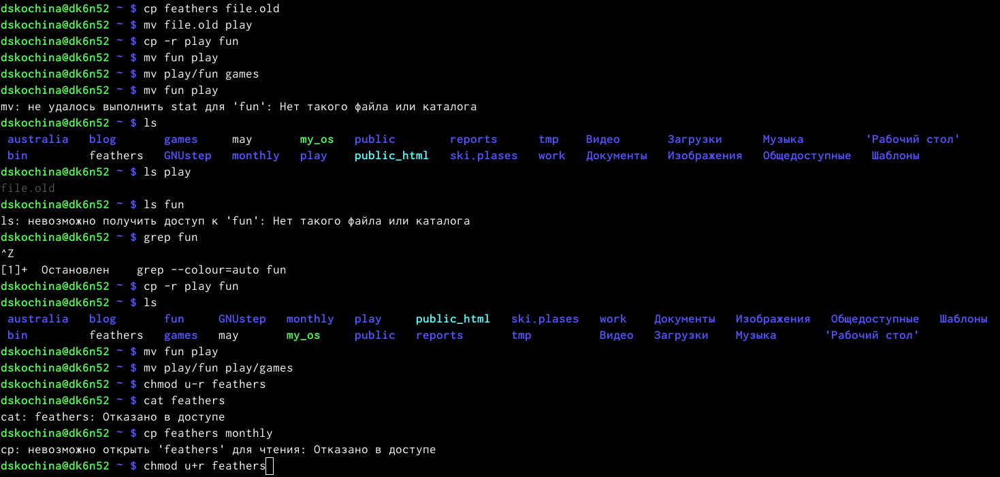 dskochina@dk6n52 ~ $ cp feathers file.old
dskochina@dk6n52 ~ $ mv file.old play
dskochina@dk6n52 ~ $ cp -r play fun
dskochina@dk6n52 ~ $ mv fun play
dskochina@dk6n52 ~ $ mv play/fun games
dskochina@dk6n52 ~ $ mv fun play
mv: не удалось выполнить stat для 'fun': Нет такого файла или каталога
dskochina@dk6n52 ~ $ ls
australia blog games may my_os public reports tmp Видео Загрузки Музыка 'Рабочий стол'
bin feathers GNUstep monthly play public_html ski.plases work Документы Изображения Общедоступные Шаблоны
dskochina@dk6n52 ~ $ ls play
file.old
dskochina@dk6n52 ~ $ ls fun
ls: невозможно получить доступ к 'fun': Нет такого файла или каталога
dskochina@dk6n52 ~ $ grep fun
^Z
[1]+ Остановлен grep --colour=auto fun
dskochina@dk6n52 ~ $ cp -r play fun
dskochina@dk6n52 ~ $ ls
australia blog fun GNUstep monthly play public_html ski.plases work Документы Изображения Общедоступные Шаблоны
bin feathers games may my_os public reports tmp Видео Загрузки Музыка 'Рабочий стол'
dskochina@dk6n52 ~ $ mv fun play
dskochina@dk6n52 ~ $ mv play/fun play/games
dskochina@dk6n52 ~ $ chmod u-r feathers
dskochina@dk6n52 ~ $ cat feathers
cat: feathers: Отказано в доступе
dskochina@dk6n52 ~ $ cp feathers monthly
cp: невозможно открыть 'feathers' для чтения: Отказано в доступе
dskochina@dk6n52 ~ $ chmod u+r feathers